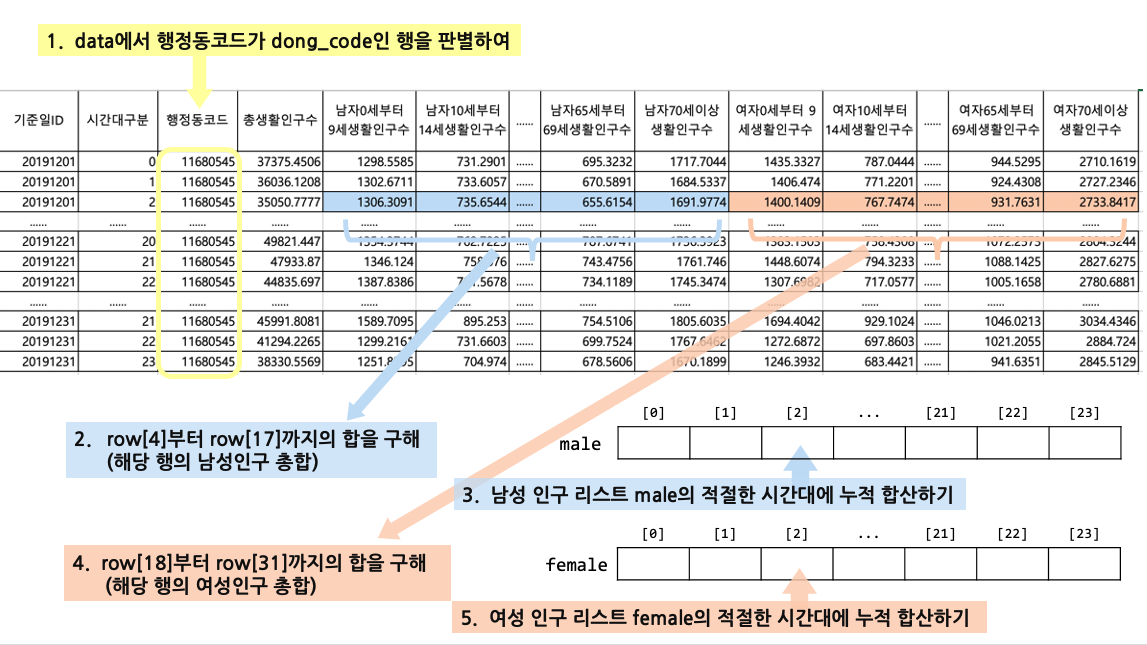 1. data에서 행정동코드가 dong_code인 행을 판별하여
기준일ID 시간대구분 행정동코드 총생활인구수 남자0세부터 9세생활인구수 남자10세부터 14세생활인구수 ...... 남자65세부터 69세생활인구수 남자70세이상 생활인구수 여자0세부터 9세생활인구수 여자10세부터 14세생활인구수 ...... 여자65세부터 69세생활인구수 여자70세이상 생활인구수
20191201 0 11680545 37375.4506 1298.5585 731.2901 ...... 695.3232 1717.7044 1435.3327 787.0444 ...... 944.5295 2710.1619
20191201 1 11680545 36036.1208 1302.6711 733.6057 ...... 670.5891 1684.5337 1406.474 771.2201 ...... 924.4308 2727.2346
20191201 2 11680545 35050.7777 1306.3091 735.6544 ...... 655.6154 1691.9774 1400.1409 767.7474 ...... 931.7631 2733.8417
...... ...... ...... ...... ...... ...... ...... ...... ...... ...... ...... ...... ...... ......
20191221 20 11680545 49821.447 ......
20191221 21 11680545 47933.87 1346.124 ...... 743.4756 1761.746 1448.6074 794.3233 ...... 1088.1425 2827.6275
20191221 22 11680545 44835.697 1387.8386 ...... 734.1189 1745.3474 1307.6982 717.0577 ...... 1005.1658 2780.6881
...... ...... ...... ...... ...... ...... ...... ...... ...... ...... ...... ...... ...... ......
20191231 21 11680545 45991.8081 1589.7095 895.253 ...... 754.5106 1805.6035 1694.4042 929.1024 ...... 1046.0213 3034.4346
20191231 22 11680545 41294.2265 1299.2161 731.6603 ...... 699.7524 1767.6462 1272.6872 697.8603 ...... 1021.2055 2884.724
20191231 23 11680545 38330.5569 704.974 ...... 678.5606 1670.1899 1246.3932 683.4421 ...... 941.6351 2845.5129
2. row[4]부터 row[17]까지의 합을 구해
(해당 행의 남성인구 총합)
[0] [1] [2] ... [21] [22] [23]
male
3. 남성 인구 리스트 male의 적절한 시간대에 누적 합산하기
4. row[18]부터 row[31]까지의 합을 구해
(해당 행의 여성인구 총합)
[0] [1] [2] ... [21] [22] [23]
female
5. 여성 인구 리스트 female의 적절한 시간대에 누적 합산하기